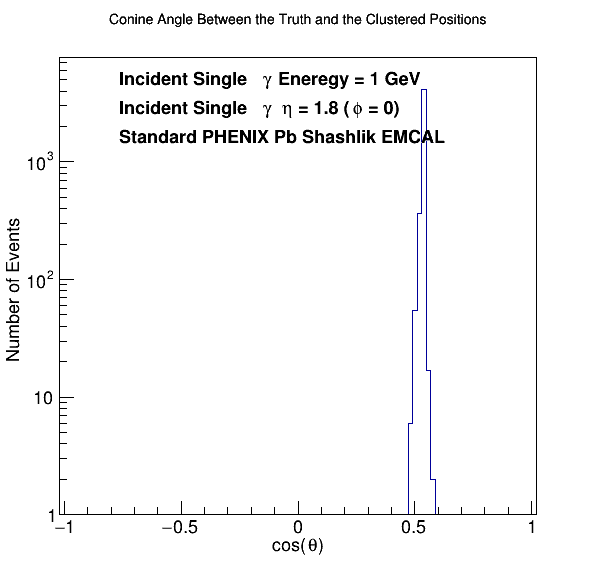 Conine Angle Between the Truth and the Clustered Positions
Incident Single γ Eneregy = 1 GeV
Incident Single γ η = 1.8 ( ϕ = 0)
Standard PHENIX Pb Shashlik EMCAL
Number of Events
10³
10²
10
1
−1 −0.5 0 0.5 1
cos(θ)